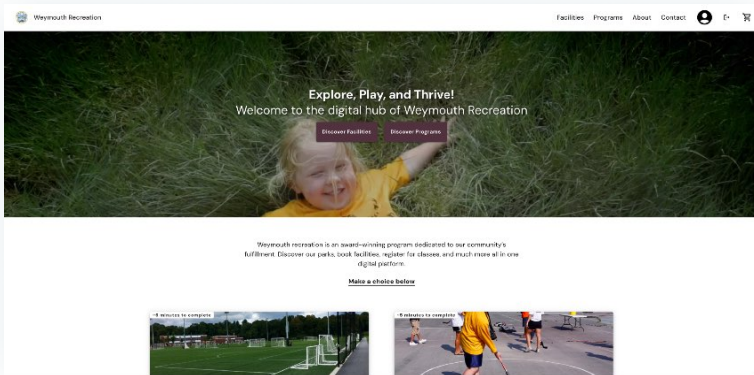 Weymouth Recreation
Facilities Programs About Contact
Explore, Play, and Thrive!
Welcome to the digital hub of Weymouth Recreation
Discover Facilities Discover Programs
Weymouth recreation is an award-winning program dedicated to our community's
fulfillment. Discover our parks, book facilities, register for classes, and much more all in one
digital platform.
Make a choice below
~5 minutes to complete ~5 minutes to complete